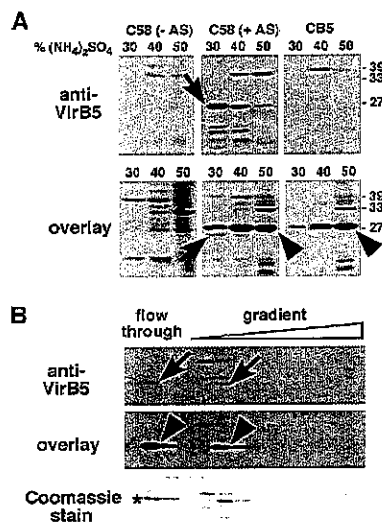 A
C58 (- AS) C58 (+ AS) CB5
% (NH4)2SO4 30 40 50 30 40 50 30 40 50
anti-VirB5
39
33
27
30 40 50 30 40 50 30 40 50
overlay
39
33
27
B
flow through gradient
anti-VirB5
overlay
Coomassie stain *